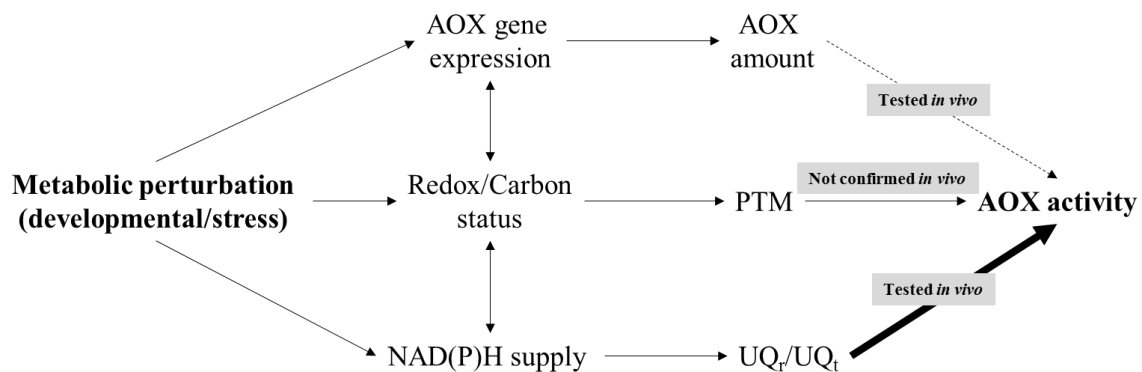 AOX gene
expression
AOX
amount
Tested in vivo
Metabolic perturbation
(developmental/stress)
Redox/Carbon
status
PTM
Not confirmed in vivo
AOX activity
Tested in vivo
NAD(P)H supply
UQr/UQt